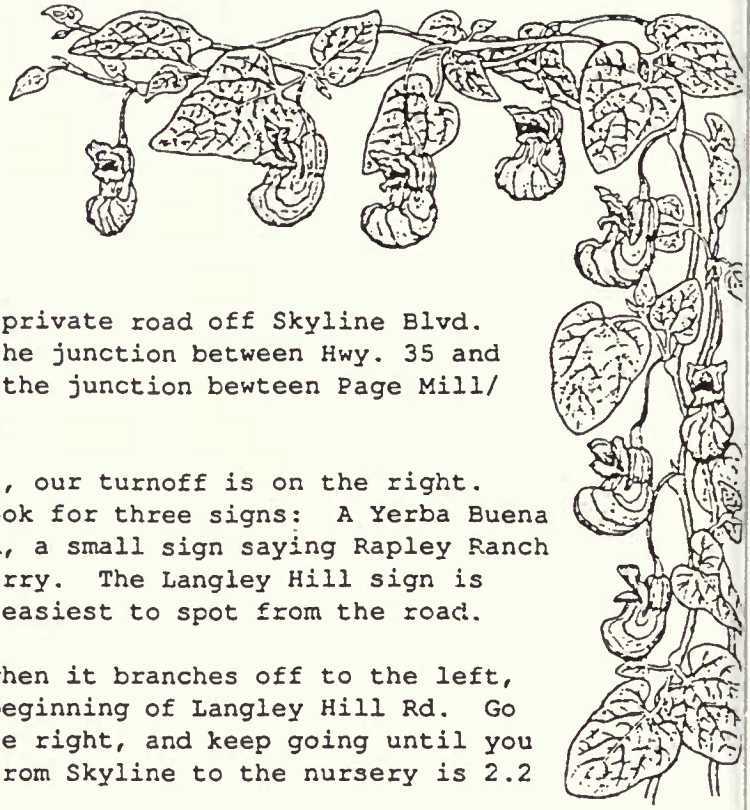 private road off Skyline Blvd.
he junction between Hwy. 35 and
the junction bewteen Page Mill/
, our turnoff is on the right.
ok for three signs: A Yerba Buena
, a small sign saying Rapley Ranch
rry. The Langley Hill sign is
easiest to spot from the road.
hen it branches off to the left,
beginning of Langley Hill Rd. Go
e right, and keep going until you
rom Skyline to the nursery is 2.2